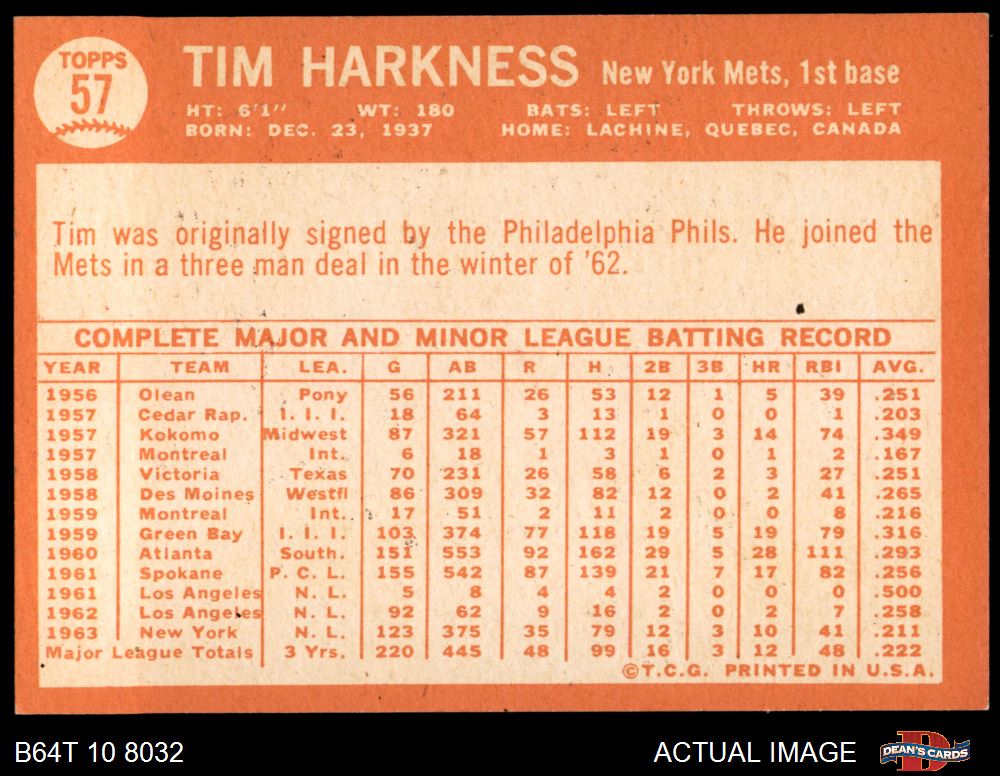 TOPPS
57
TIM HARKNESS New York Mets, 1st base
HT: 6'1" WT: 180 BATS: LEFT THROWS: LEFT
BORN: DEC. 23, 1937 HOME: LACHINE, QUEBEC, CANADA
Tim was originally signed by the Philadelphia Phils. He joined the
Mets in a three man deal in the winter of '62.
COMPLETE MAJOR AND MINOR LEAGUE BATTING RECORD
YEAR TEAM LEA. G AB R H 2B 3B HR RBI AVG.
1956 Olean Pony 56 211 26 53 12 1 5 39 .251
1957 Cedar Rap. I. I. I. 18 64 3 13 1 0 0 1 .203
1957 Kokomo Midwest 87 321 57 112 19 3 14 74 .349
1957 Montreal Int. 6 18 1 3 1 0 1 2 .167
1958 Victoria Texas 70 231 26 58 6 2 3 27 .251
1958 Des Moines Westn 86 309 32 82 12 0 2 41 .265
1959 Montreal Int. 17 51 2 11 2 0 0 8 .216
1959 Green Bay I. I. I. 103 374 77 118 19 5 19 79 .316
1960 Atlanta South. 151 553 92 162 29 5 28 111 .293
1961 Spokane P. C. L. 155 542 87 139 21 7 17 82 .256
1961 Los Angeles N. L. 5 8 4 4 2 0 0 0 .500
1962 Los Angeles N. L. 92 62 9 16 2 0 2 7 .258
1963 New York N. L. 123 375 35 79 12 3 10 41 .211
Major League Totals 3 Yrs. 220 445 48 99 16 3 12 48 .222
©T.C.G. PRINTED IN U.S.A.
B64T 10 8032 ACTUAL IMAGE DEAN'S CARDS